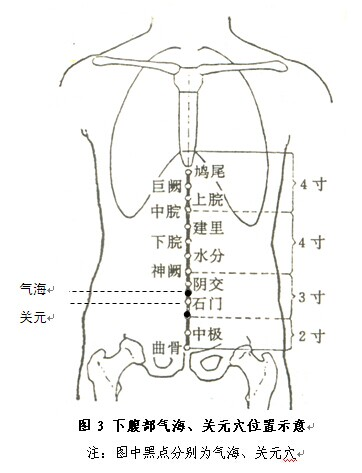 鸠尾
巨阙
上脘
4寸
中脘
建里
下脘
4寸
水分
神阙
气海
阴交
3寸
石门
关元
中极
2寸
曲骨
图 3 下腹部气海、关元穴位置示意
注：图中黑点分别为气海、关元穴